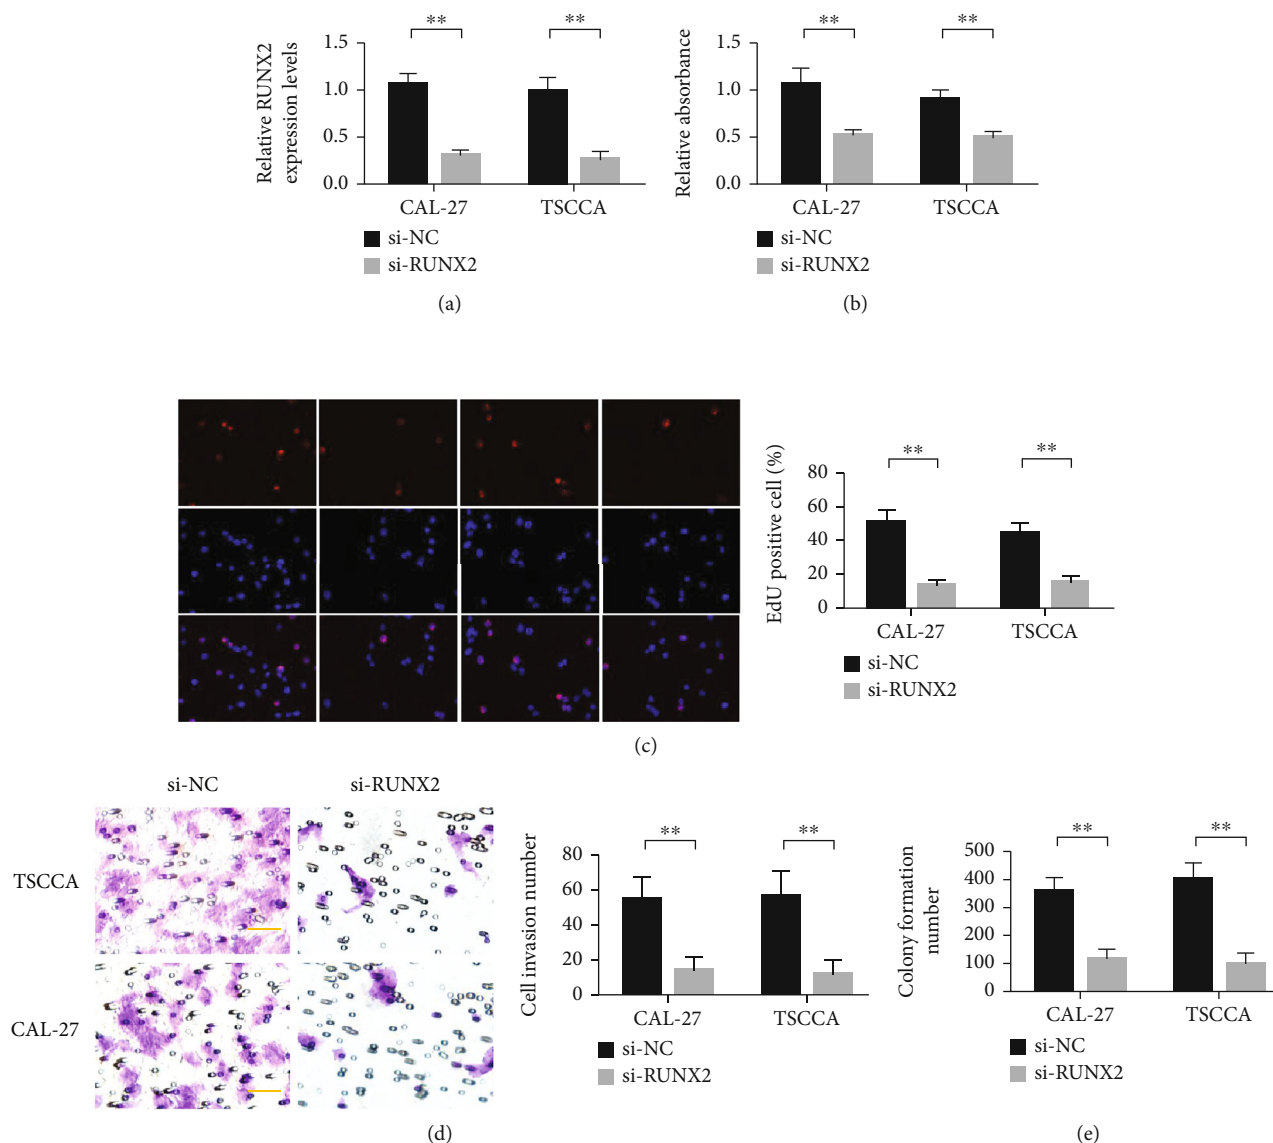 **
**
Relative RUNX2
expression levels
1.5
1.0
0.5
0.0
CAL-27
TSCCA
si-NC
si-RUNX2
(a)
**
**
Relative absorbance
1.5
1.0
0.5
0.0
CAL-27
TSCCA
si-NC
si-RUNX2
(b)
**
**
EdU positive cell (%)
80
60
40
20
0
CAL-27
TSCCA
si-NC
si-RUNX2
(c)
si-NC
si-RUNX2
TSCCA
CAL-27
**
**
Cell invasion number
80
60
40
20
0
CAL-27
TSCCA
si-NC
si-RUNX2
(d)
**
**
Colony formation
number
500
400
300
200
100
0
CAL-27
TSCCA
si-NC
si-RUNX2
(e)